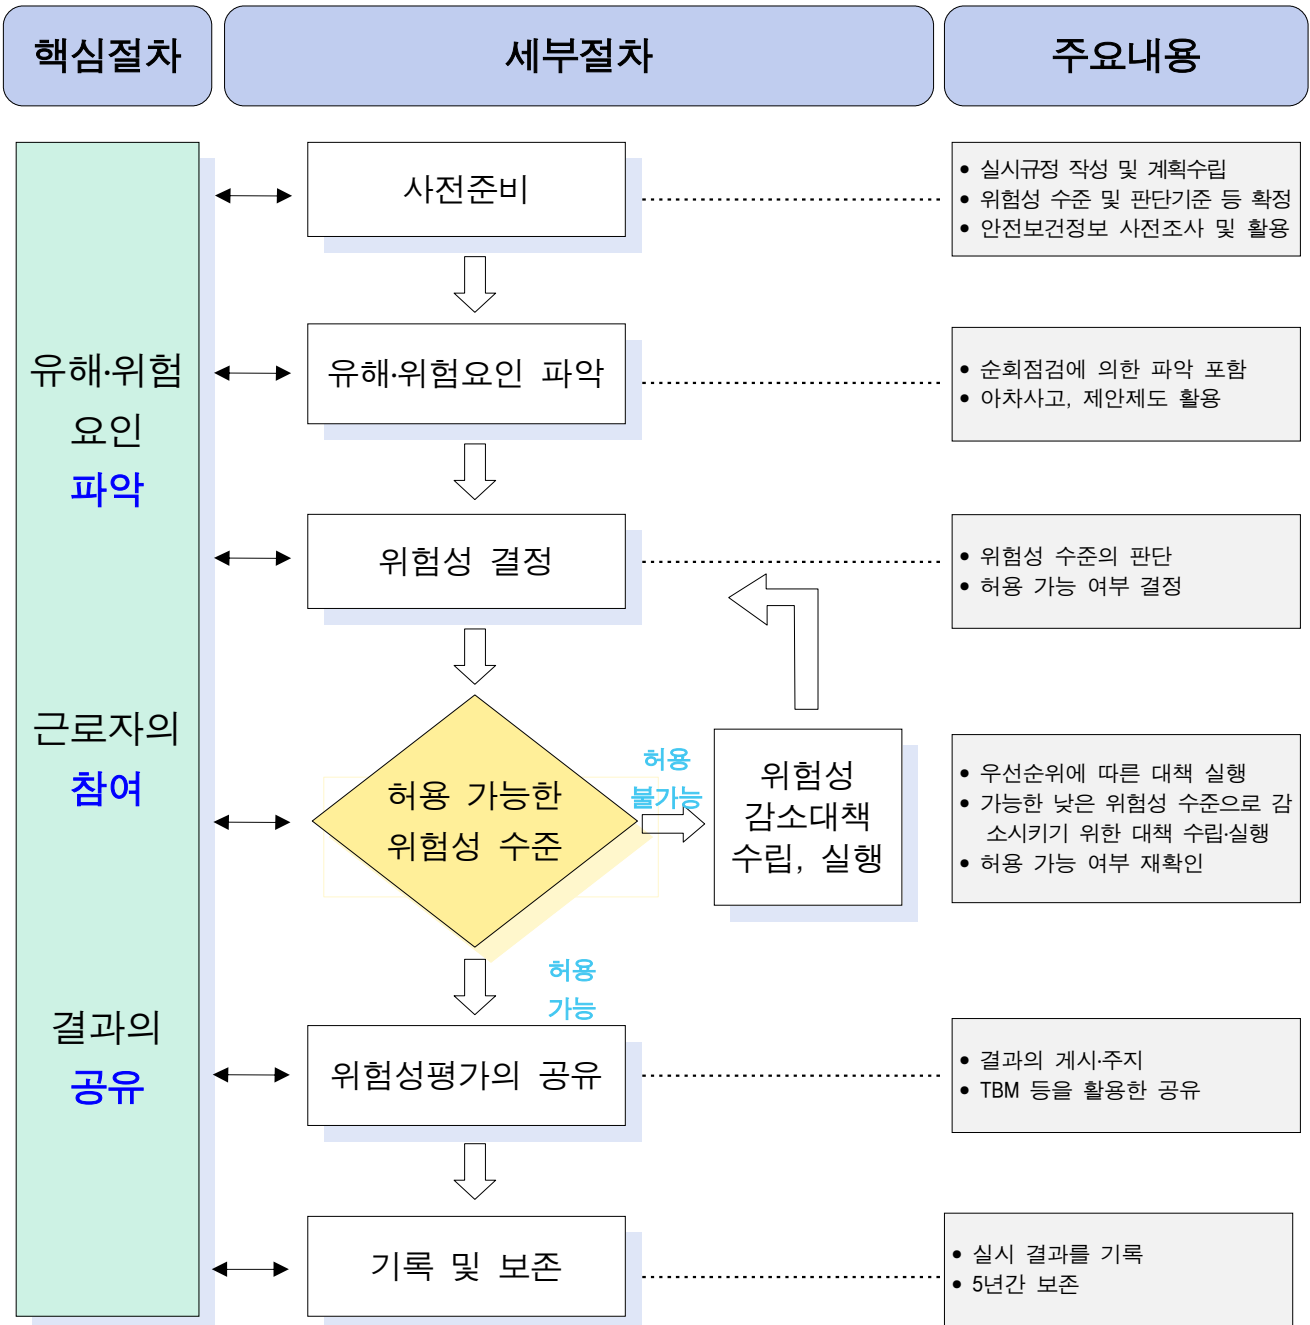 핵심절차
세부절차
주요내용
유해·위험
요인
파악
근로자의
참여
결과의
공유
사전준비
• 실시규정 작성 및 계획수립
• 위험성 수준 및 판단기준 등 확정
• 안전보건정보 사전조사 및 활용
유해·위험요인 파악
• 순회점검에 의한 파악 포함
• 아차사고, 제안제도 활용
위험성 결정
• 위험성 수준의 판단
• 허용 가능 여부 결정
허용 가능한
위험성 수준
허용
불가능
위험성
감소대책
수립, 실행
• 우선순위에 따른 대책 실행
• 가능한 낮은 위험성 수준으로 감
소시키기 위한 대책 수립·실행
• 허용 가능 여부 재확인
허용
가능
위험성평가의 공유
• 결과의 게시·주지
• TBM 등을 활용한 공유
기록 및 보존
• 실시 결과를 기록
• 5년간 보존